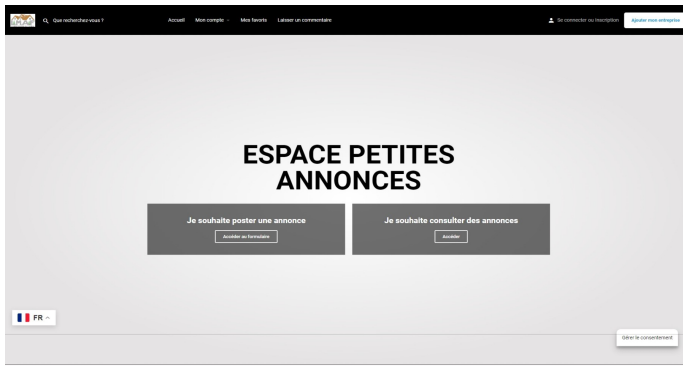 Que recherchez-vous ?
Accueil
Mon compte
Mes favoris
Laisser un commentaire
Se connecter ou Inscription
Ajouter mon entreprise
ESPACE PETITES
ANNONCES
Je souhaite poster une annonce
Accéder au formulaire
Je souhaite consulter des annonces
Accéder
FR
Gérer le consentement